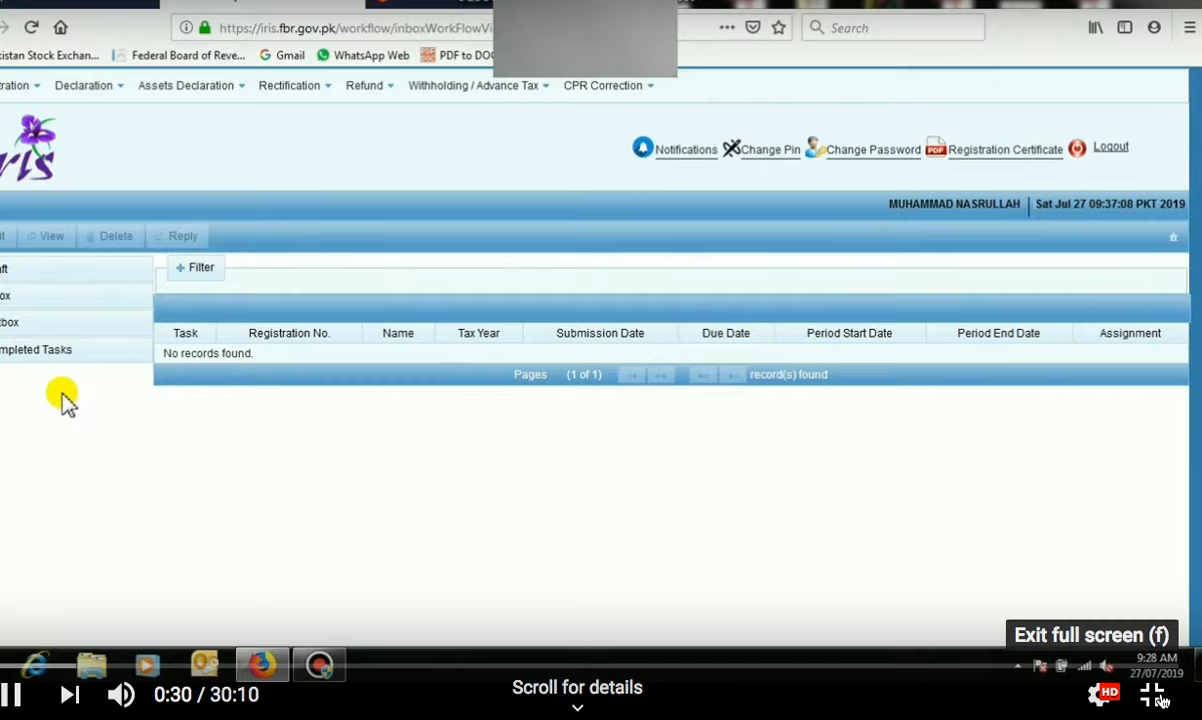 https://iris.fbr.gov.pk/workflow/inboxWorkFlowVi
Search
kistan Stock Exchan... Federal Board of Reve... Gmail WhatsApp Web PDF to DOC
ration Declaration Assets Declaration Rectification Refund Withholding / Advance Tax CPR Correction
ris
Notifications Change Pin Change Password PDF Registration Certificate Logout
MUHAMMAD NASRULLAH Sat Jul 27 09:37:08 PKT 2019
it View Delete Reply
aft
+ Filter
ox
tbox
Task Registration No. Name Tax Year Submission Date Due Date Period Start Date Period End Date Assignment
mpleted Tasks
No records found.
Pages (1 of 1) record(s) found
Exit full screen (f)
9:28 AM
27/07/2019
0:30 / 30:10
Scroll for details
HD